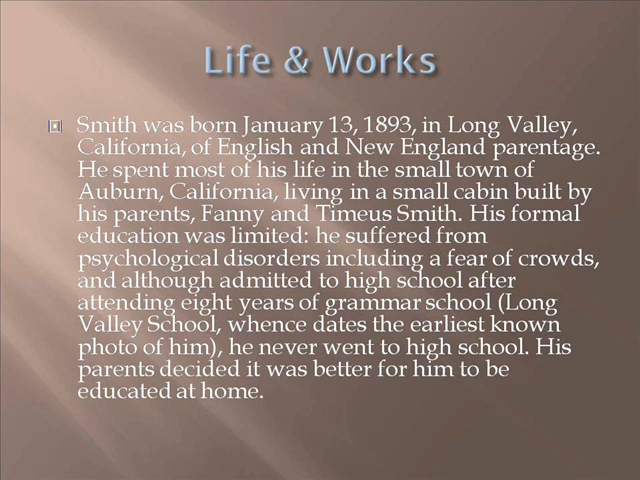 Life & Works
Smith was born January 13, 1893, in Long Valley,
California, of English and New England parentage.
He spent most of his life in the small town of
Auburn, California, living in a small cabin built by
his parents, Fanny and Timeus Smith. His formal
education was limited: he suffered from
psychological disorders including a fear of crowds,
and although admitted to high school after
attending eight years of grammar school (Long
Valley School, whence dates the earliest known
photo of him), he never went to high school. His
parents decided it was better for him to be
educated at home.